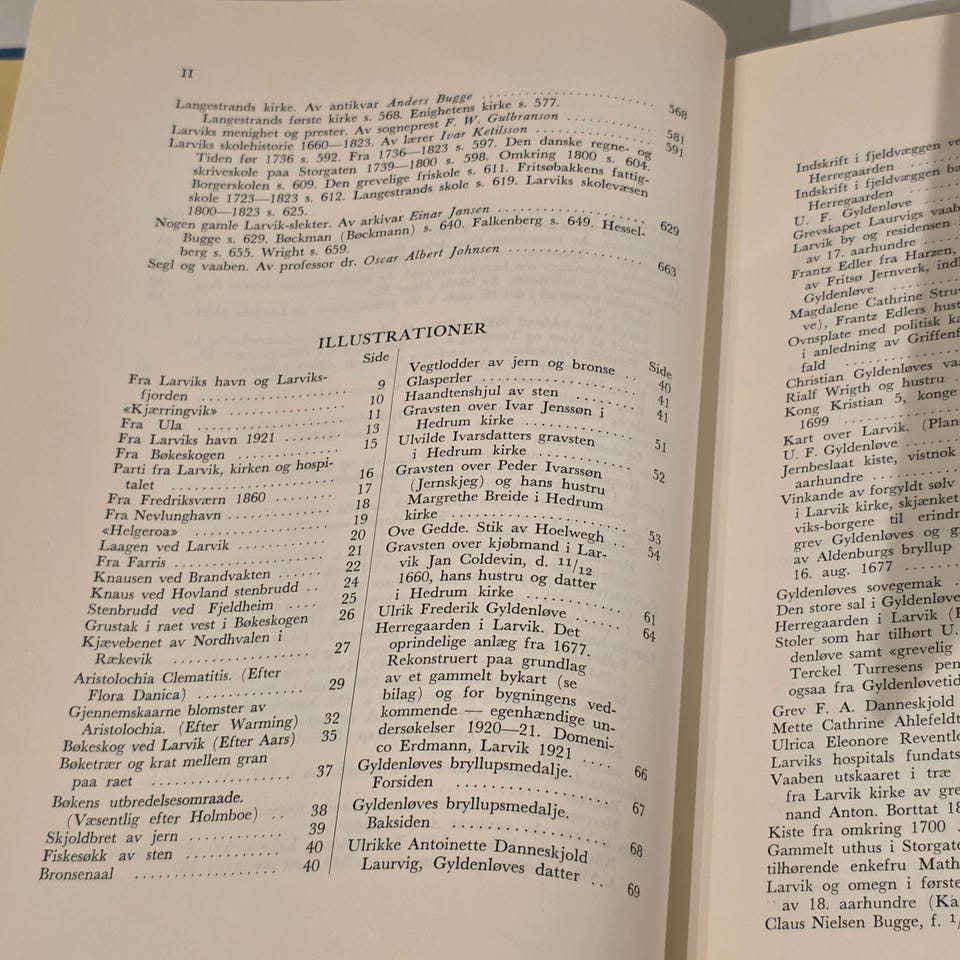 II
Langestrands kirke. Av antikvar Anders Bugge . . . . . . . . . . . . . . . . . . . . . . 568
Langestrands første kirke s. 568. Enighetens kirke s. 577.
Larviks menighet og prester. Av sogneprest F. W. Gulbranson . . . . . . . . . . . 581
Larviks skolehistorie 1660—1823. Av lærer Ivar Ketilsson . . . . . . . . . . . . . . 591
Tiden før 1736 s. 592. Fra 1736—1823 s. 597. Den danske regne- og
skriveskole paa Storgaten 1739—1800 s. 598. Omkring 1800 s. 604.
Borgerskolen s. 609. Den grevelige friskole s. 611. Fritsøbakkens fattig-
skole 1723—1823 s. 612. Langestrands skole s. 619. Larviks skolevæsen
1800—1823 s. 625.
Nogen gamle Larvik-slekter. Av arkivar Einar Jansen . . . . . . . . . . . . . . . . . 629
Bugge s. 629. Bøckman (Bockmann) s. 640. Falkenberg s. 649. Hessel-
berg s. 655. Wright s. 659.
Segl og vaaben. Av professor dr. Oscar Albert Johnsen . . . . . . . . . . . . . . . 663
ILLUSTRATIONER
Side
Fra Larviks havn og Larviks-
fjorden . . . . . . . . . . . . . . . . 9
«Kjærringvik» . . . . . . . . . . . . . 10
Fra Ula . . . . . . . . . . . . . . . . . . 11
Fra Larviks havn 1921 . . . . . . . . 13
Fra Bøkeskogen . . . . . . . . . . . . 15
Parti fra Larvik, kirken og hospi-
talet . . . . . . . . . . . . . . . . . . 16
Fra Fredriksværn 1860 . . . . . . . . 17
Fra Nevlunghavn . . . . . . . . . . . . 18
«Helgeroa» . . . . . . . . . . . . . . . 19
Laagen ved Larvik . . . . . . . . . . . 20
Fra Farris . . . . . . . . . . . . . . . . 21
Knausen ved Brandvakten . . . . . . 22
Knaus ved Hovland stenbrudd . . 24
Stenbrudd ved Fjeldheim . . . . 25
Grustak i raet vest i Bøkeskogen 26
Kjævebenet av Nordhvalen i
Rækevik . . . . . . . . . . . . . . . . 27
Aristolochia Clematitis. (Efter
Flora Danica) . . . . . . . . . . . . . 29
Gjennemskaarne blomster av
Aristolochia. (Efter Warming) 32
Bøkeskog ved Larvik (Efter Aars) 35
Bøketrær og krat mellem gran
paa raet . . . . . . . . . . . . . . . . 37
Bøkens utbredelsesomraade.
(Væsentlig efter Holmboe) . . 38
Skjoldbret av jern . . . . . . . . . . . 39
Fiskesøkk av sten . . . . . . . . . . . 40
Bronsenaal . . . . . . . . . . . . . . . . 40
Side
Vegtlodder av jern og bronse . . 40
Glasperler . . . . . . . . . . . . . . . . 41
Haandtenshjul av sten . . . . . . . . 41
Gravsten over Ivar Jenssøn i
Hedrum kirke . . . . . . . . . . . . . 51
Ulvilde Ivarsdatters gravsten
i Hedrum kirke . . . . . . . . . . . . 52
Gravsten over Peder Ivarssøn
(Jernskjeg) og hans hustru
Margrethe Breide i Hedrum
kirke . . . . . . . . . . . . . . . . . . . 53
Ove Gedde. Stik av Hoelwegh . . 54
Gravsten over kjøbmand i Lar-
vik Jan Coldevin, d. 11/12
1660, hans hustru og datter
i Hedrum kirke . . . . . . . . . . . . 61
Ulrik Frederik Gyldenløve . . . . . . 64
Herregaarden i Larvik. Det
oprindelige anlæg fra 1677.
Rekonstruert paa grundlag
av et gammelt bykart (se
bilag) og for bygningens ved-
kommende — egenhændige un-
dersøkelser 1920—21. Domeni-
co Erdmann, Larvik 1921 . . . . 66
Gyldenløves bryllupsmedalje.
Forsiden . . . . . . . . . . . . . . . . 67
Gyldenløves bryllupsmedalje.
Baksiden . . . . . . . . . . . . . . . . 68
Ulrikke Antoinette Danneskjold
Laurvig, Gyldenløves datter . . 69
Indskrift i fjeldvæggen
Herregaarden . . . . . . .
Indskrift i fjeldvæggen
Herregaarden . . . . . . .
U. F. Gyldenløve . . . . .
Grevskapet Laurvigs
Larvik by og residensen
av 17. aarhundre . . . .
Frantz Edler fra Harzen,
av Fritsø Jernverk,
Gyldenløve . . . . . . . .
Magdalene Cathrine
ve), Frantz Edlers
Ovnsplate med politisk
i anledning av
fald . . . . . . . . . . . .
Christian Gyldenløves
Rialf Wrigth og hustru .
Kong Kristian 5, konge
1699 . . . . . . . . . . . .
Kart over Larvik.
U. F. Gyldenløve . . . . .
Jernbeslaat kiste, vistnok
aarhundre . . . . . . . . .
Vinkande av forgyldt sølv
i Larvik kirke, skjænket
viks-borgere til
grev Gyldenløves og
av Aldenburgs bryllup
16. aug. 1677 . . . . . . .
Gyldenløves sovegemak .
Den store sal i
Herregaarden i Larvik
Stoler som har tilhørt U.
denløve samt «grevelig
Terckel Turresens
ogsaa fra
Grev F. A. Danneskjold
Mette Cathrine
Ulrica Eleonore
Larviks hospitals
Vaaben utskaaret i træ
fra Larvik kirke av
nand Anton. Borttat
Kiste fra omkring 1700 .
Gammelt uthus i
tilhørende enkefru
Larvik og omegn i første
av 18. aarhundre
Claus Nielsen Bugge, f.